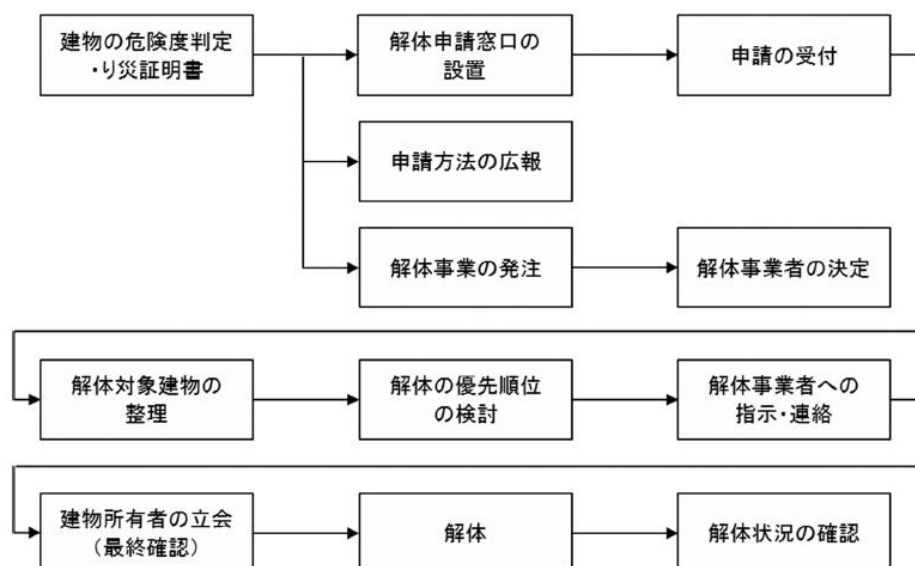 建物の危険度判定
・り災証明書
解体申請窓口の
設置
申請の受付
申請方法の広報
解体事業の発注
解体事業者の決定
解体対象建物の
整理
解体の優先順位
の検討
解体事業者への
指示・連絡
建物所有者の立会
（最終確認）
解体
解体状況の確認